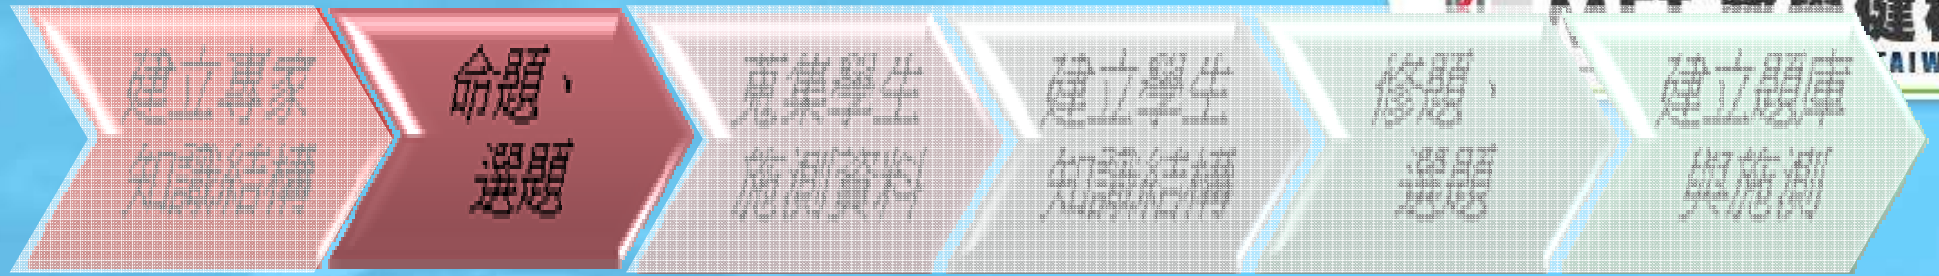 建立專家
知識結構
命題、
選題
蒐集學生
施測資料
建立學生
知識結構
修題、
選題
建立題庫
與施測